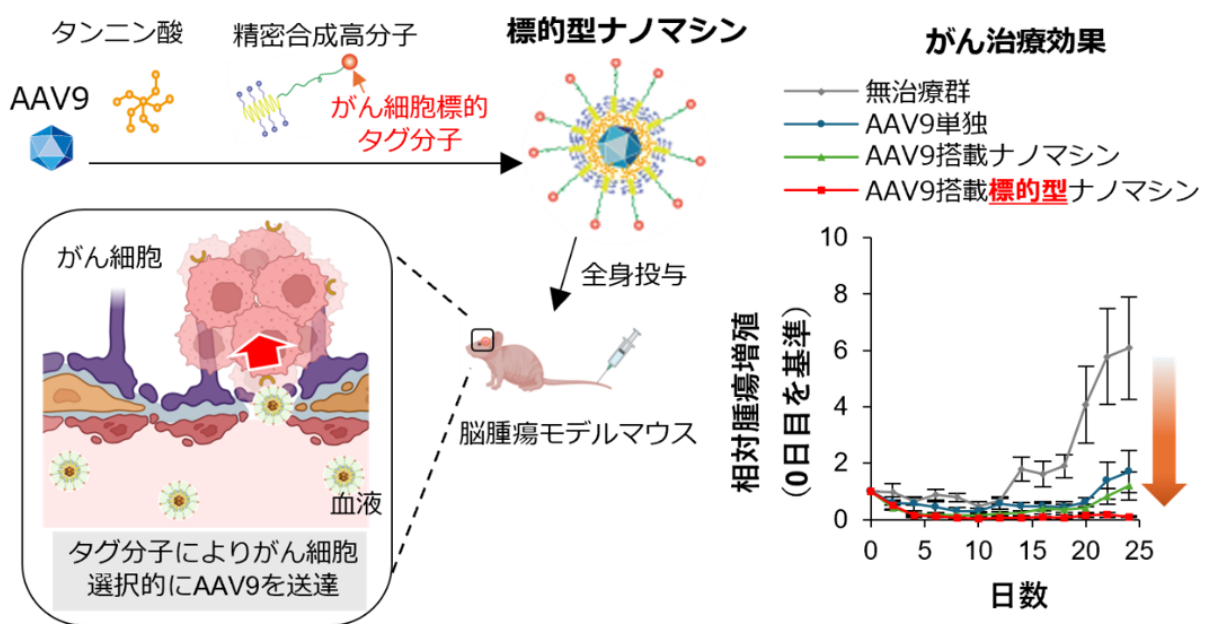 タンニン酸
精密合成高分子
標的型ナノマシン
AAV9
がん細胞標的
タグ分子
全身投与
がん細胞
血液
タグ分子によりがん細胞
選択的にAAV9を送達
脳腫瘍モデルマウス
がん治療効果
無治療群
AAV9単独
AAV9搭載ナノマシン
AAV9搭載標的型ナノマシン
相対腫瘍増殖
(0日目を基準)
10
8
6
4
2
0
0 5 10 15 20 25
日数